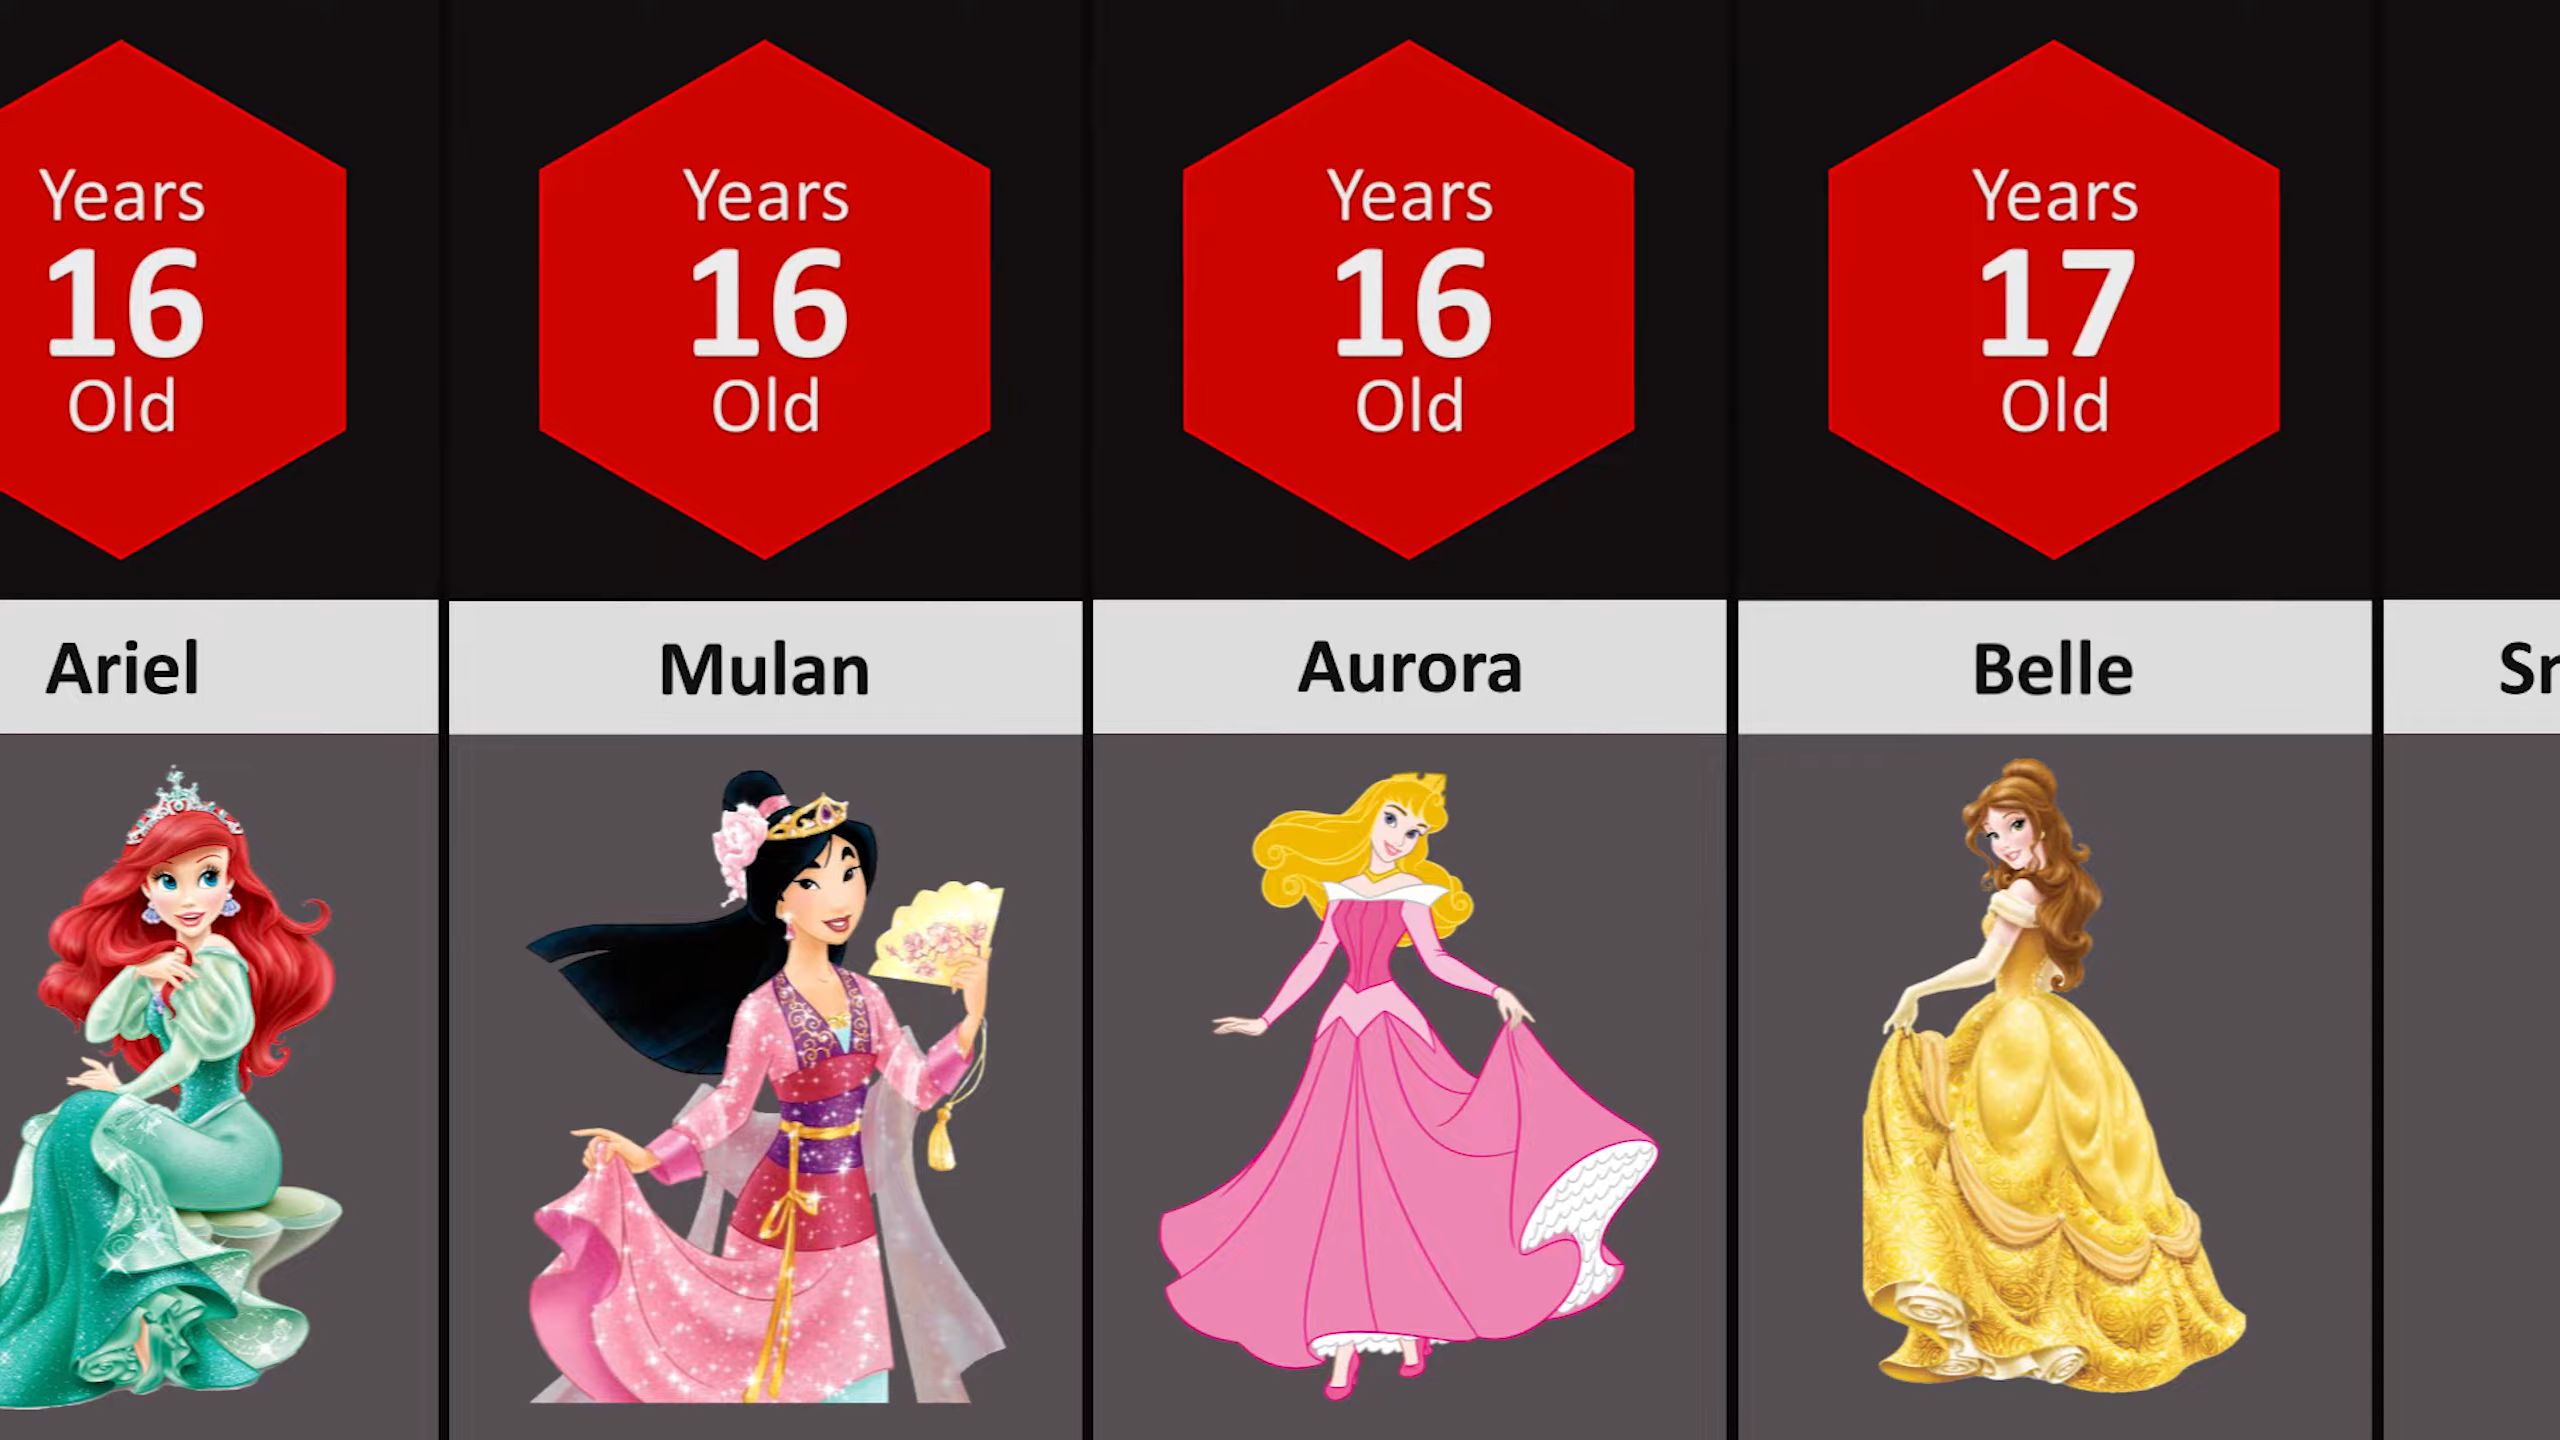 Years
16
Old
Years
16
Old
Years
16
Old
Years
17
Old
Ariel
Mulan
Aurora
Belle